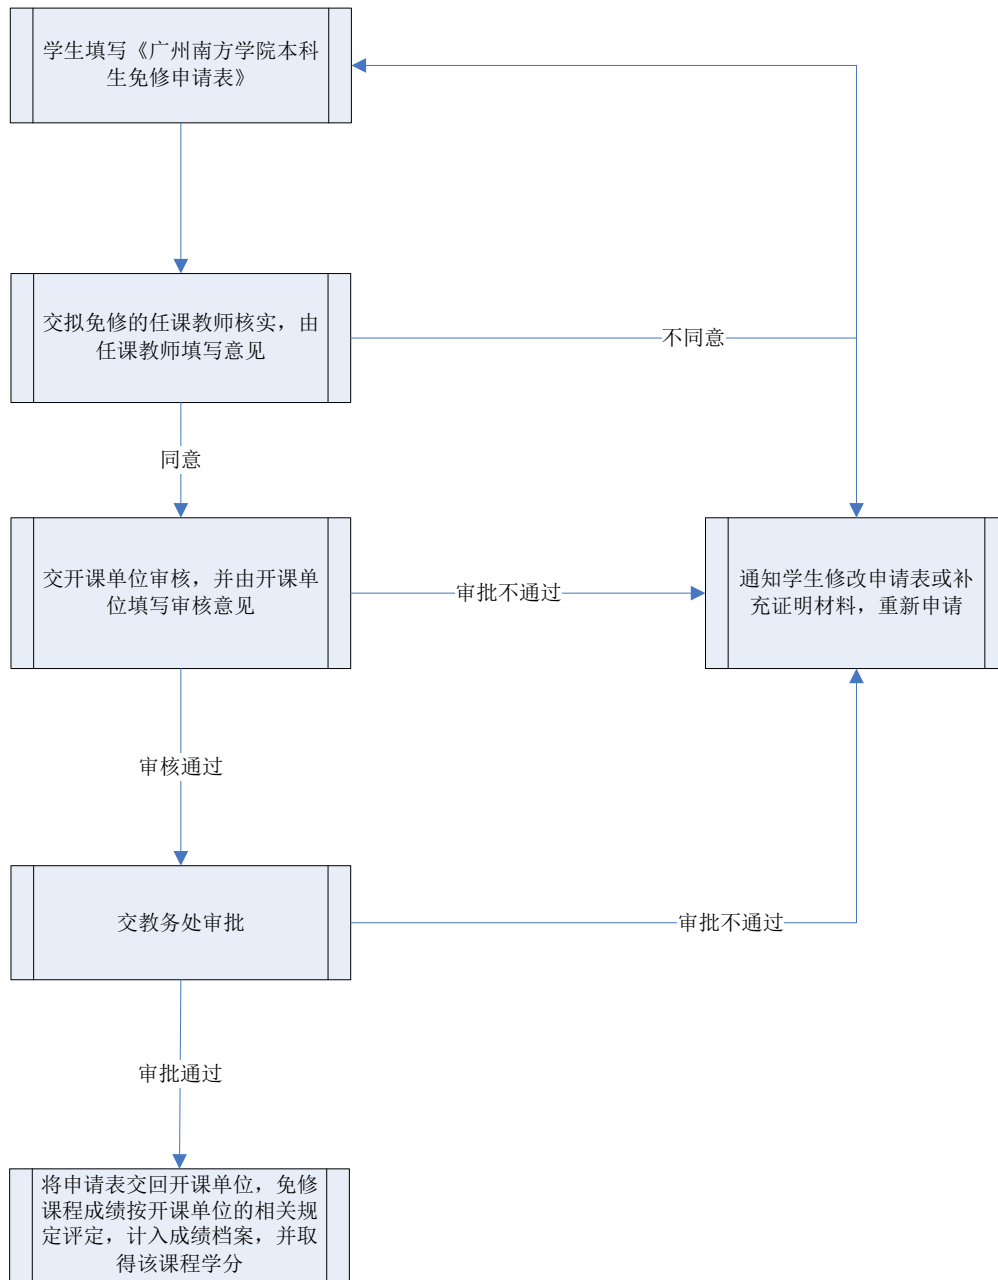 学生填写《广州南方学院本科
生免修申请表》
交拟免修的任课教师核实，由
任课教师填写意见
不同意
同意
交开课单位审核，并由开课单
位填写审核意见
审批不通过
通知学生修改申请表或补
充证明材料，重新申请
审核通过
交教务处审批
审批不通过
审批通过
将申请表交回开课单位，免修
课程成绩按开课单位的相关规
定评定，计入成绩档案，并取
得该课程学分